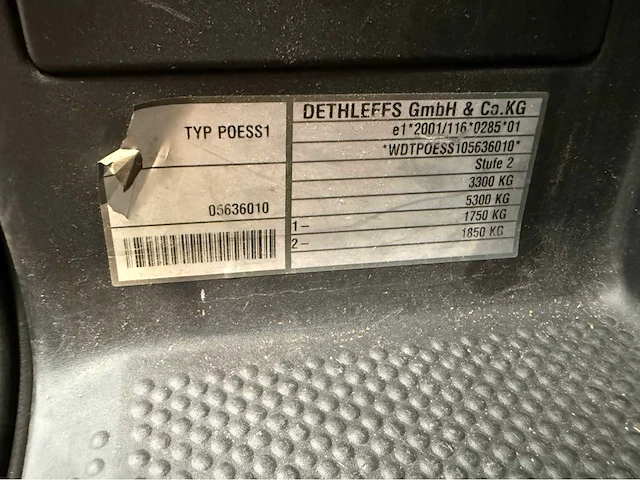 TYP POESS1
05636010
DETHLEFFS GmbH & Co.KG
e1*2001/116*0285*01
*WDTPOESS105636010*
Stufe 2
3300 KG
5300 KG
1- 1750 KG
2- 1850 KG